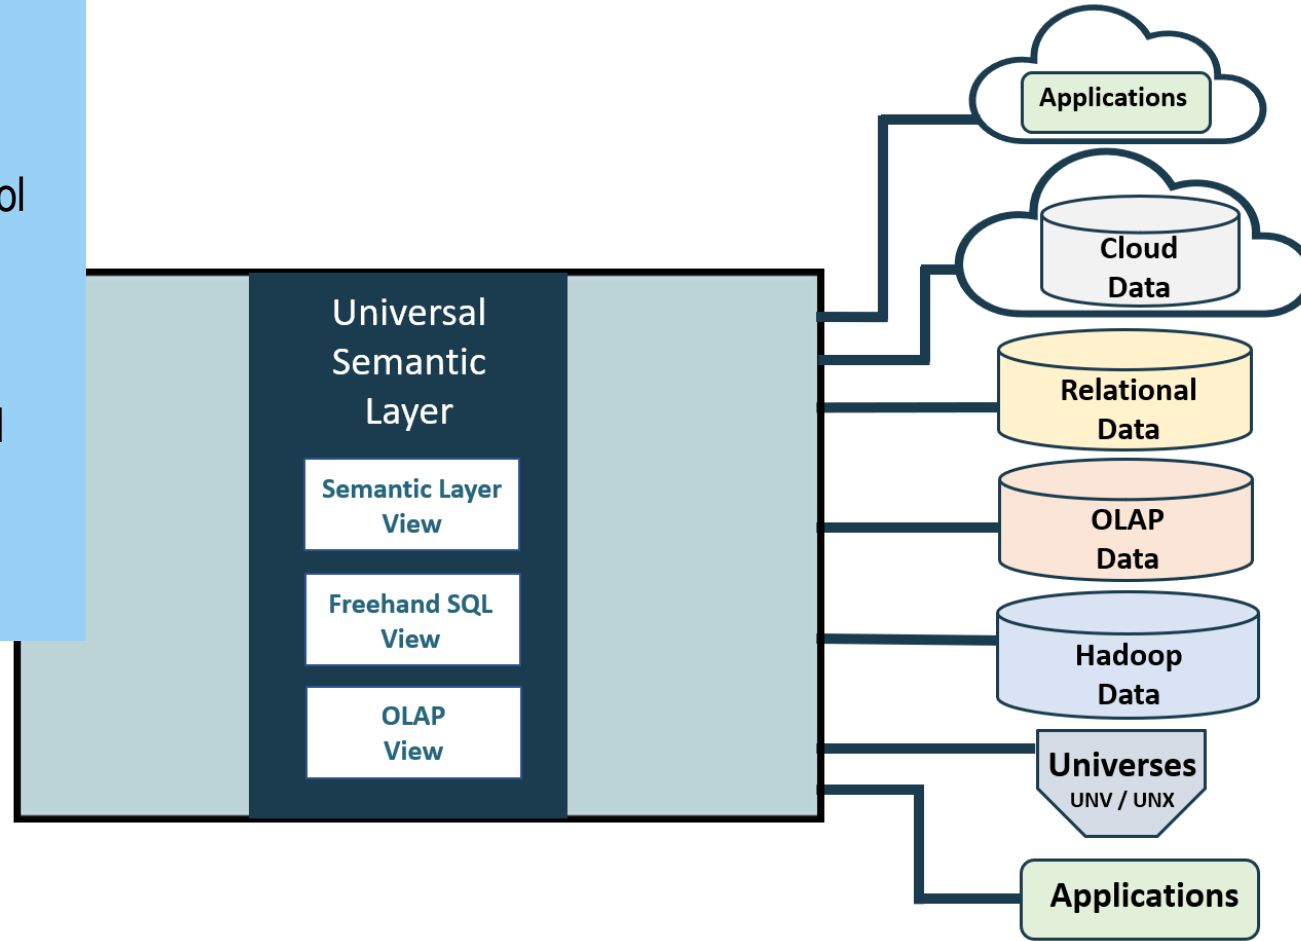 Applications
Cloud
Data
Universal
Semantic
Layer
Semantic Layer
View
Freehand SQL
View
OLAP
View
Relational
Data
OLAP
Data
Hadoop
Data
Universes
UNV / UNX
Applications